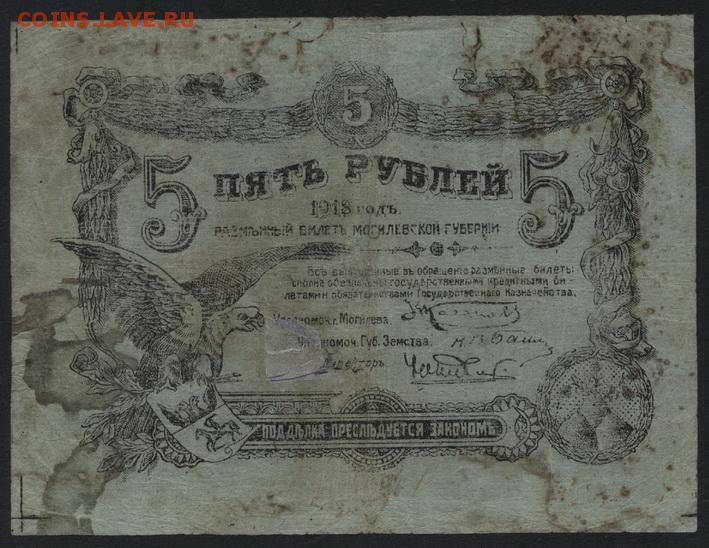 COINS.LAVE.RU
5
5 ПЯТЬ РУБЛЕЙ 5
1918 годъ.
РАЗМѢННЫЙ БИЛЕТЪ МОГИЛЕВСКОЙ ГУБЕРНІИ
Всѣ выпущенные въ обращеніе размѣнные билеты
сполна обезпечены государственными кредитными би-
летами и обязательствами Государственнаго Казначейства.
Уполномоч. г. Могилева.
Уполномоч. Губ. Земства.
Директоръ
ПОДДѢЛКА ПРЕСЛѢДУЕТСЯ ЗАКОНОМЪ